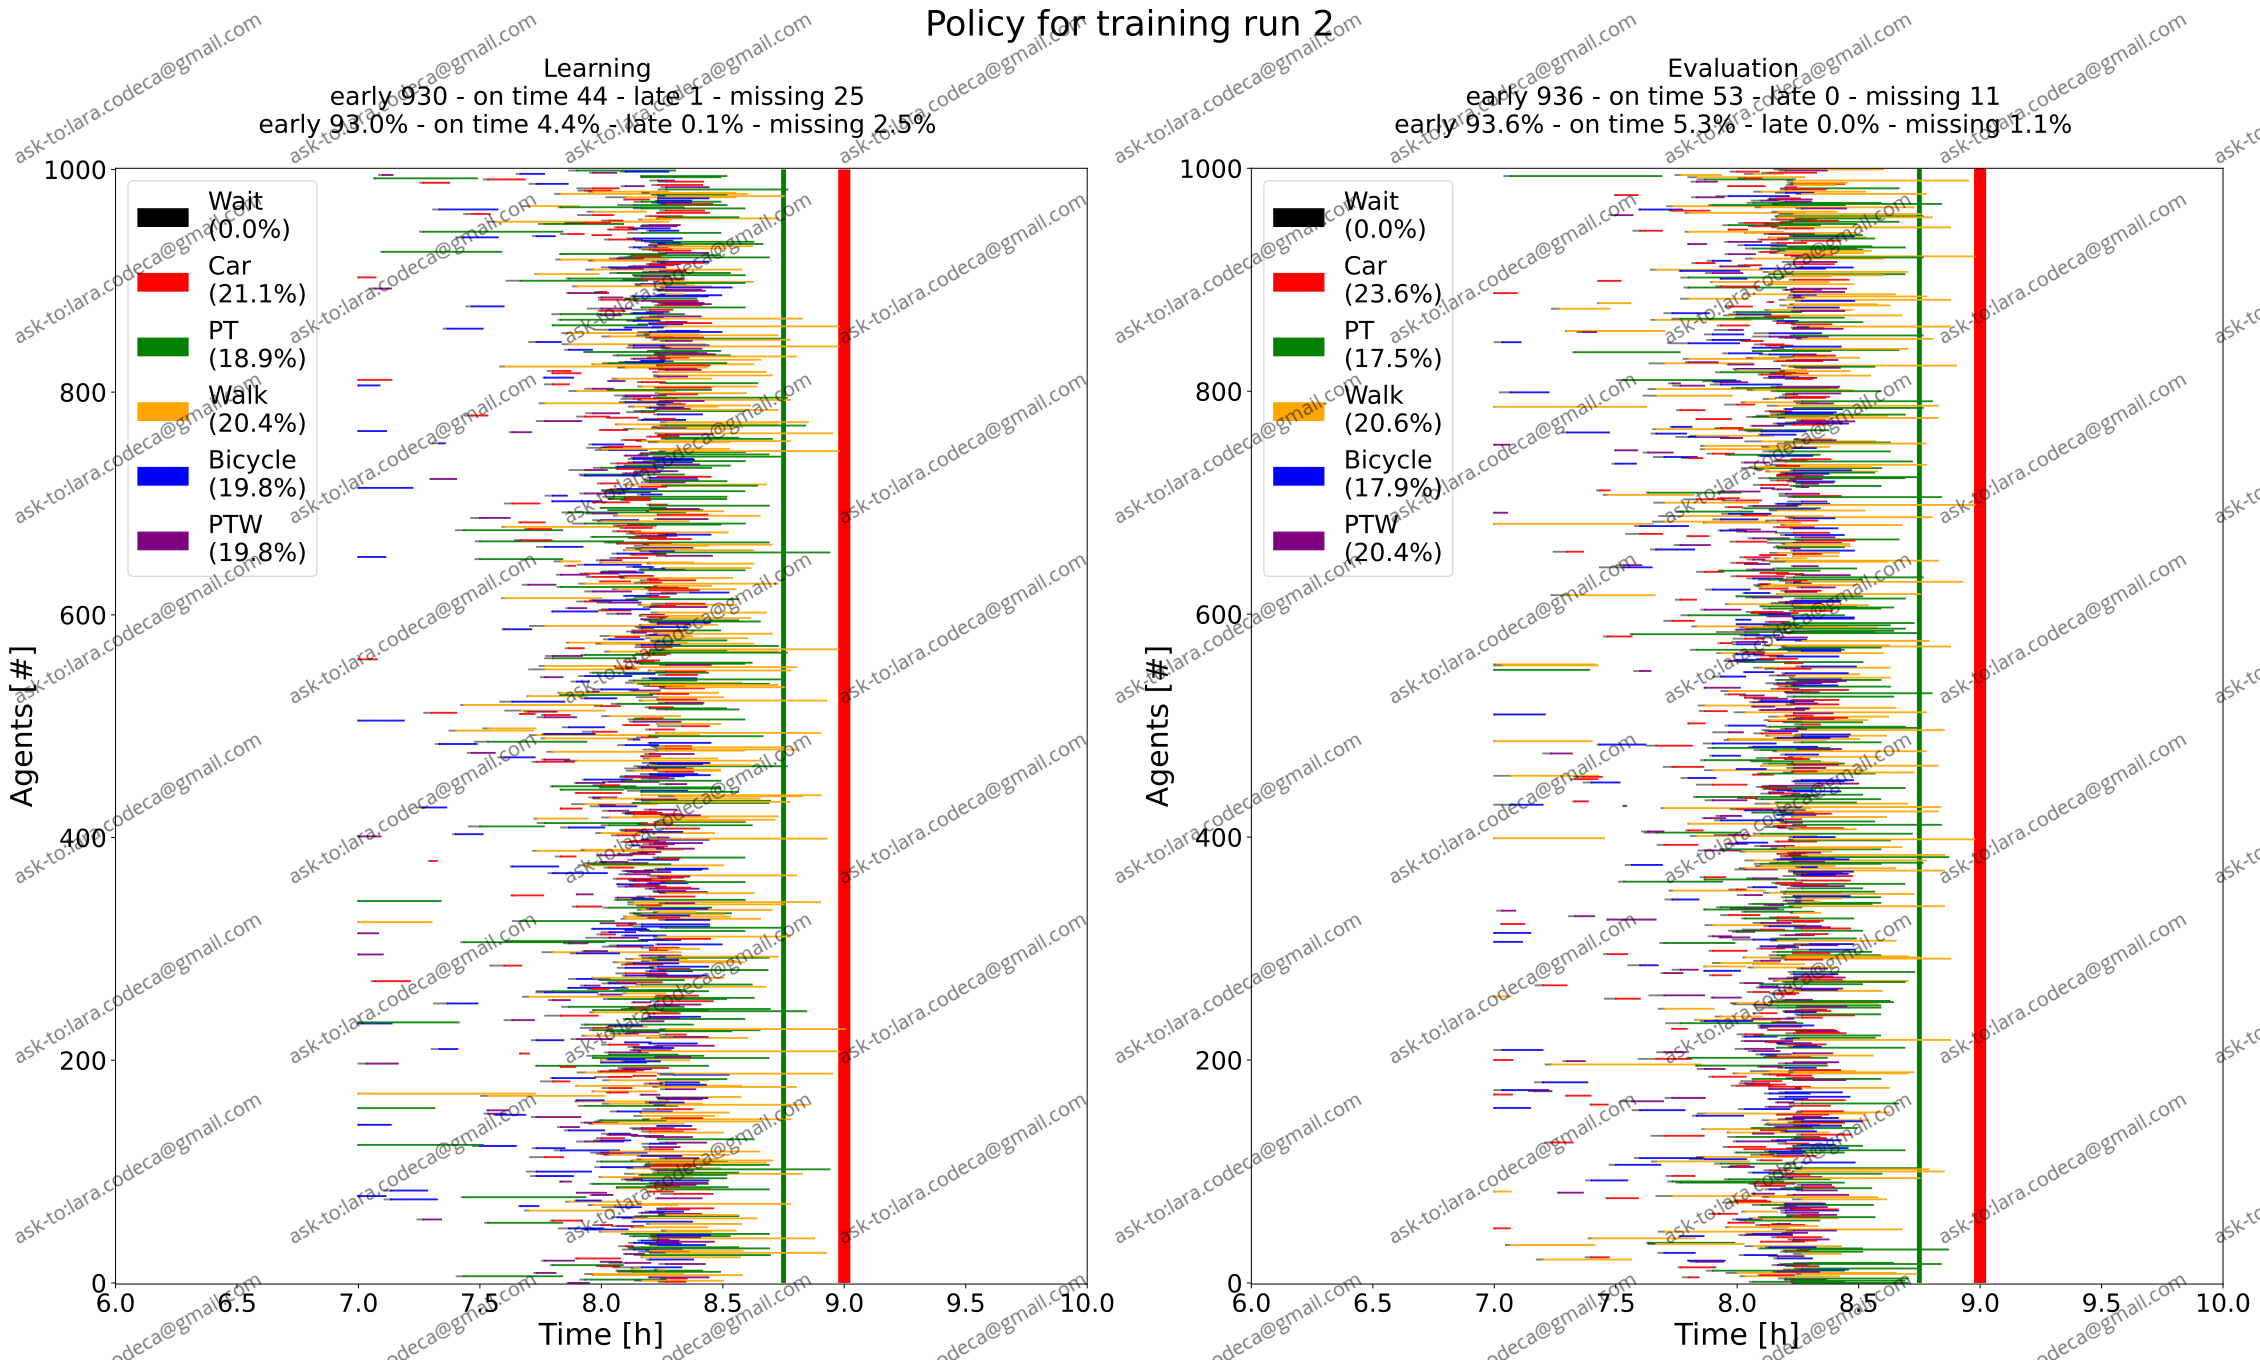 Policy for training run 2
Learning
early 930 - on time 44 - late 1 - missing 25
early 93.0% - on time 4.4% - late 0.1% - missing 2.5%
1000
800
600
400
200
0
Agents [#]
Wait
(0.0%)
Car
(21.1%)
PT
(18.9%)
Walk
(20.4%)
Bicycle
(19.8%)
PTW
(19.8%)
6.0 6.5 7.0 7.5 8.0 8.5 9.0 9.5 10.0
Time [h]
Evaluation
early 936 - on time 53 - late 0 - missing 11
early 93.6% - on time 5.3% - late 0.0% - missing 1.1%
1000
800
600
400
200
0
Agents [#]
Wait
(0.0%)
Car
(23.6%)
PT
(17.5%)
Walk
(20.6%)
Bicycle
(17.9%)
PTW
(20.4%)
6.0 6.5 7.0 7.5 8.0 8.5 9.0 9.5 10.0
Time [h]
ask-to:lara.codeca@gmail.com